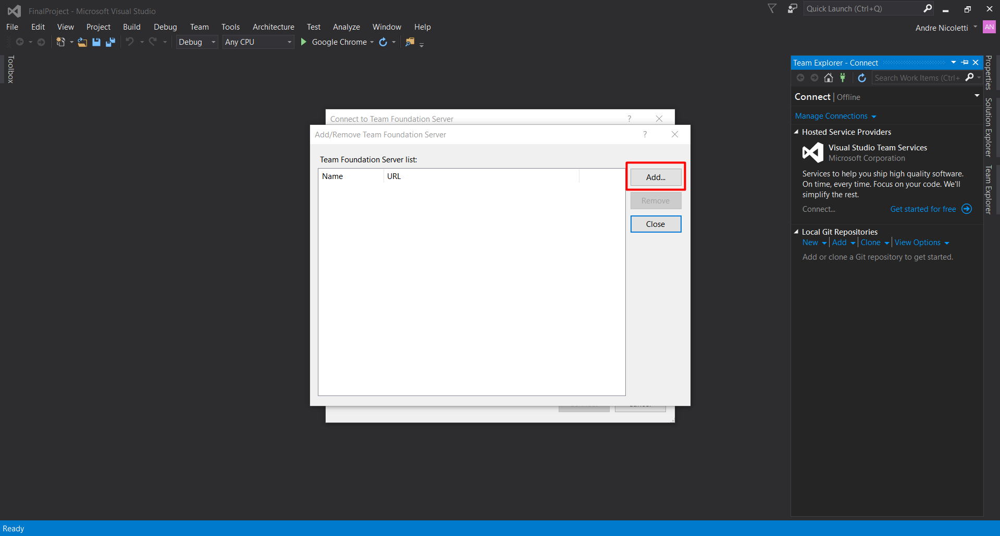 FinalProject - Microsoft Visual Studio
Quick Launch (Ctrl+Q)
File Edit View Project Build Debug Team Tools Architecture Test Analyze Window Help
Andre Nicoletti AN
Debug Any CPU Google Chrome
Toolbox
Connect to Team Foundation Server ?
Add/Remove Team Foundation Server ?
Team Foundation Server list:
Name URL
Add...
Remove
Close
Team Explorer - Connect
Search Work Items (Ctrl+
Connect | Offline
Manage Connections
Hosted Service Providers
Visual Studio Team Services
Microsoft Corporation
Services to help you ship high quality software.
On time, every time. Focus on your code. We'll
simplify the rest.
Connect... Get started for free
Local Git Repositories
New Add Clone View Options
Add or clone a Git repository to get started.
Properties
Solution Explorer
Team Explorer
Ready